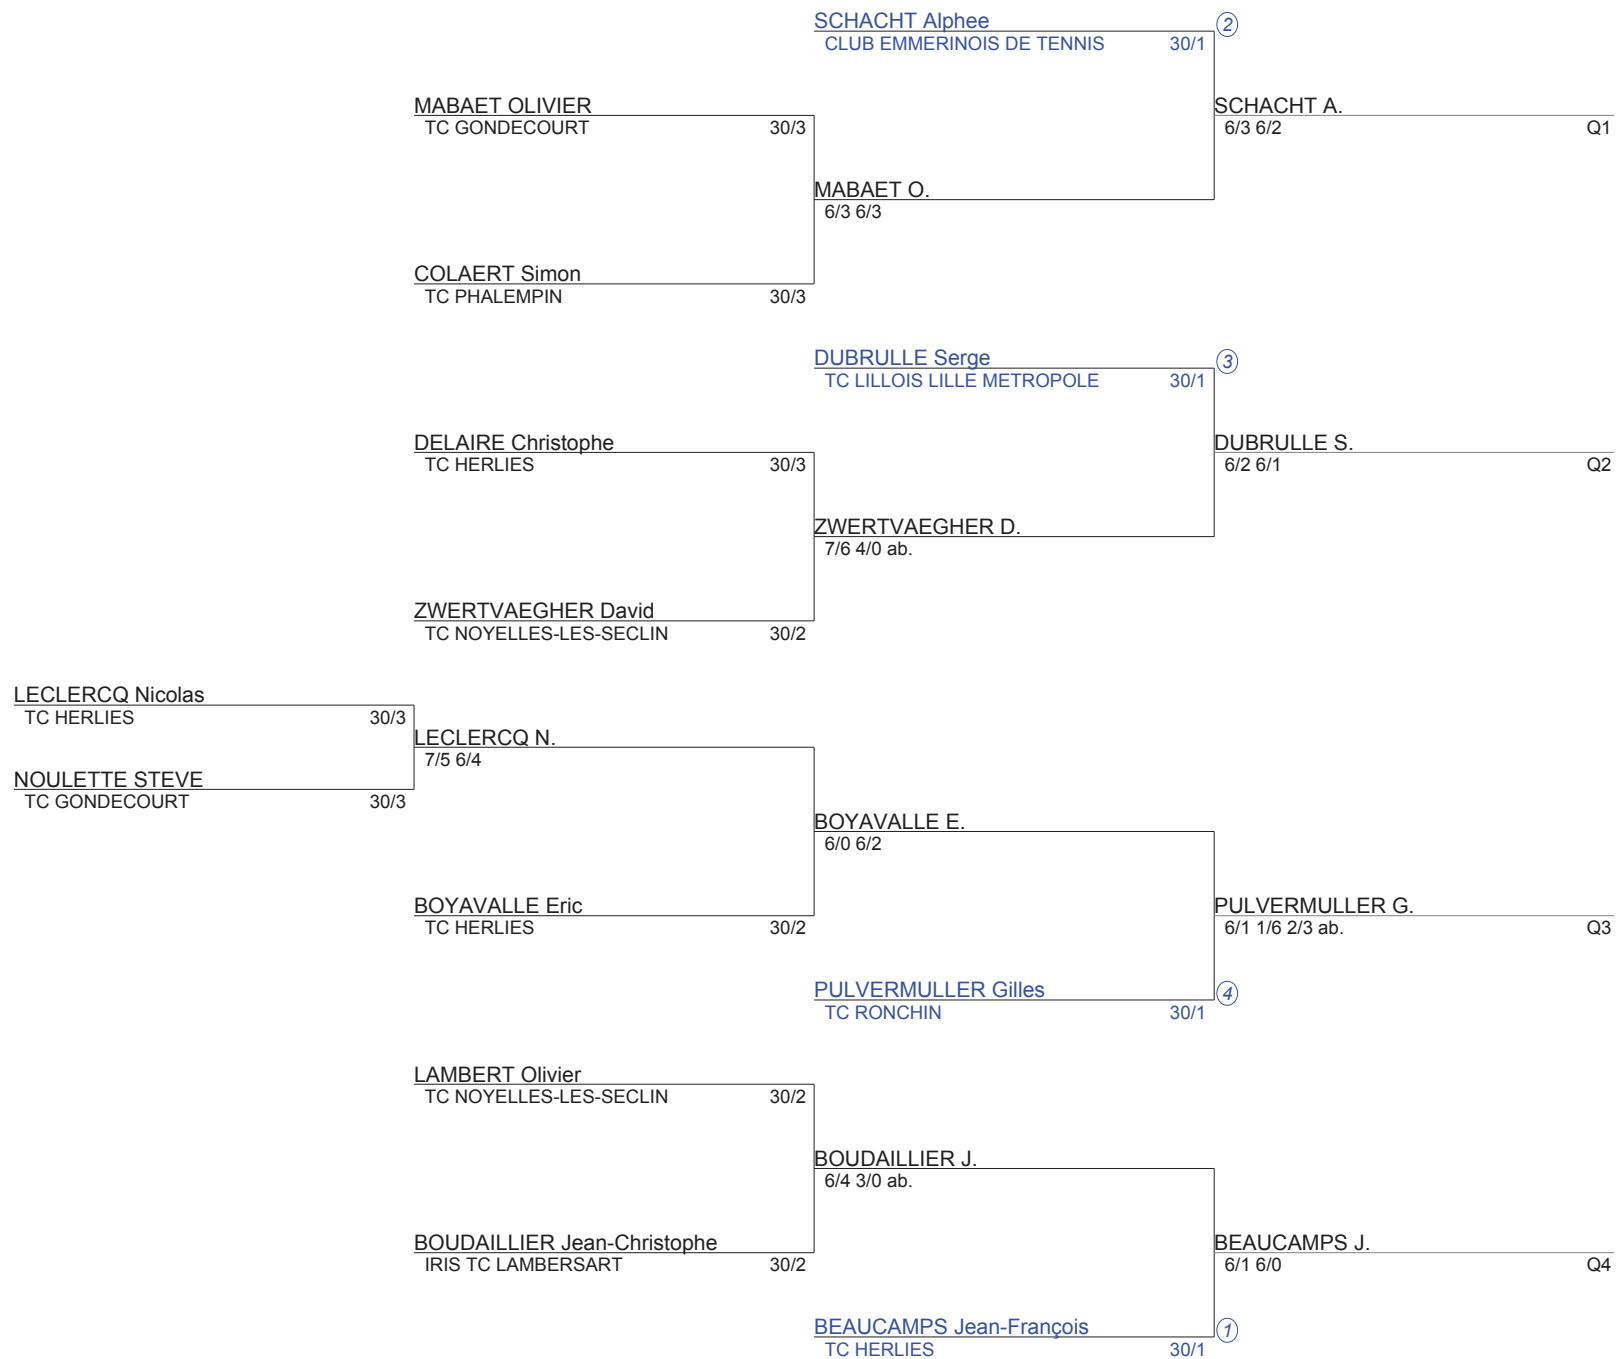 SCHACHT Alphee 2
CLUB EMMERINOIS DE TENNIS 30/1
MABAET OLIVIER
TC GONDECOURT 30/3
SCHACHT A.
6/3 6/2 Q1
MABAET O.
6/3 6/3
COLAERT Simon
TC PHALEMPIN 30/3
DUBRULLE Serge 3
TC LILLOIS LILLE METROPOLE 30/1
DELAIRE Christophe
TC HERLIES 30/3
DUBRULLE S.
6/2 6/1 Q2
ZWERTVAEGHER D.
7/6 4/0 ab.
ZWERTVAEGHER David
TC NOYELLES-LES-SECLIN 30/2
LECLERCQ Nicolas
TC HERLIES 30/3
LECLERCQ N.
7/5 6/4
NOULETTE STEVE
TC GONDECOURT 30/3
BOYAVALLE E.
6/0 6/2
BOYAVALLE Eric
TC HERLIES 30/2
PULVERMULLER G.
6/1 1/6 2/3 ab. Q3
PULVERMULLER Gilles 4
TC RONCHIN 30/1
LAMBERT Olivier
TC NOYELLES-LES-SECLIN 30/2
BOUDAILLIER J.
6/4 3/0 ab.
BOUDAILLIER Jean-Christophe
IRIS TC LAMBERSART 30/2
BEAUCAMPS J.
6/1 6/0 Q4
BEAUCAMPS Jean-François 1
TC HERLIES 30/1